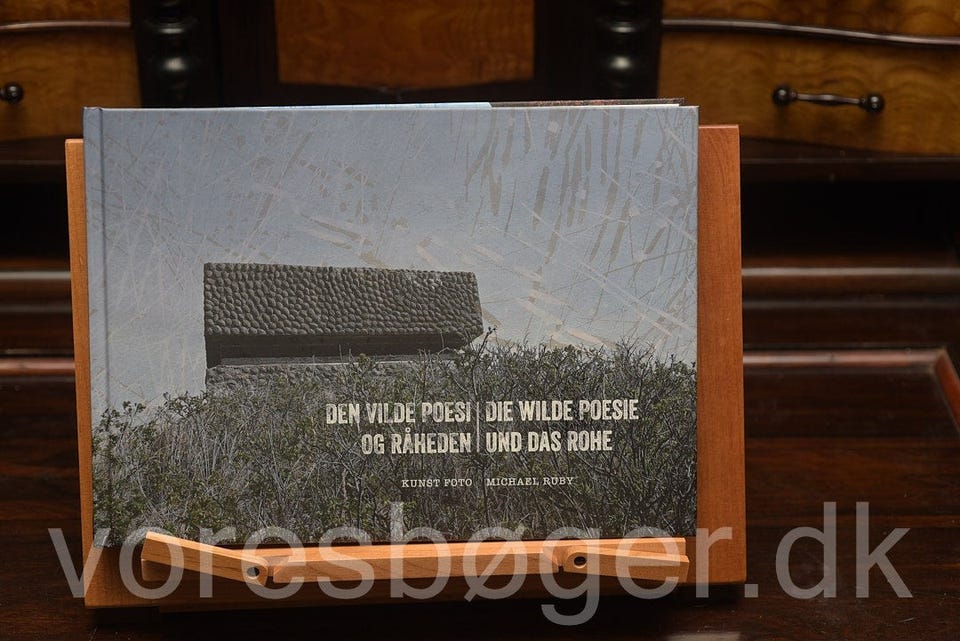 DEN VILDE POESI | DIE WILDE POESIE
OG RÅHEDEN | UND DAS ROHE
KUNST FOTO | MICHAEL RUBY
voresbøger.dk